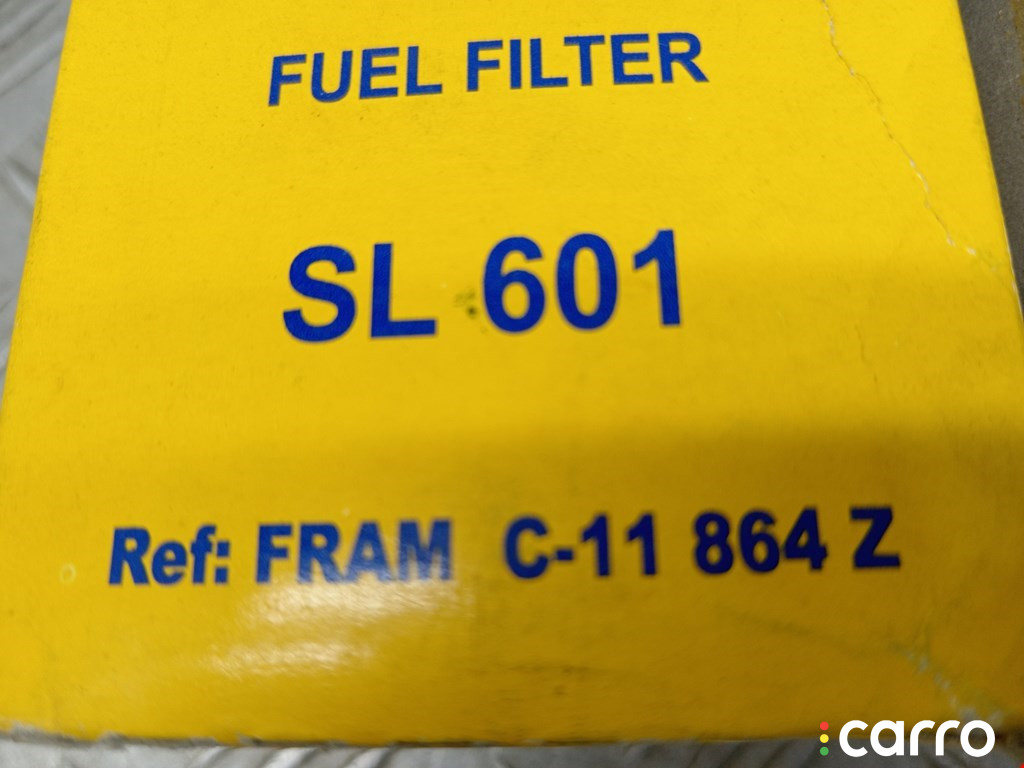 FUEL FILTER
SL 601
Ref: FRAM C-11 864 Z
carro